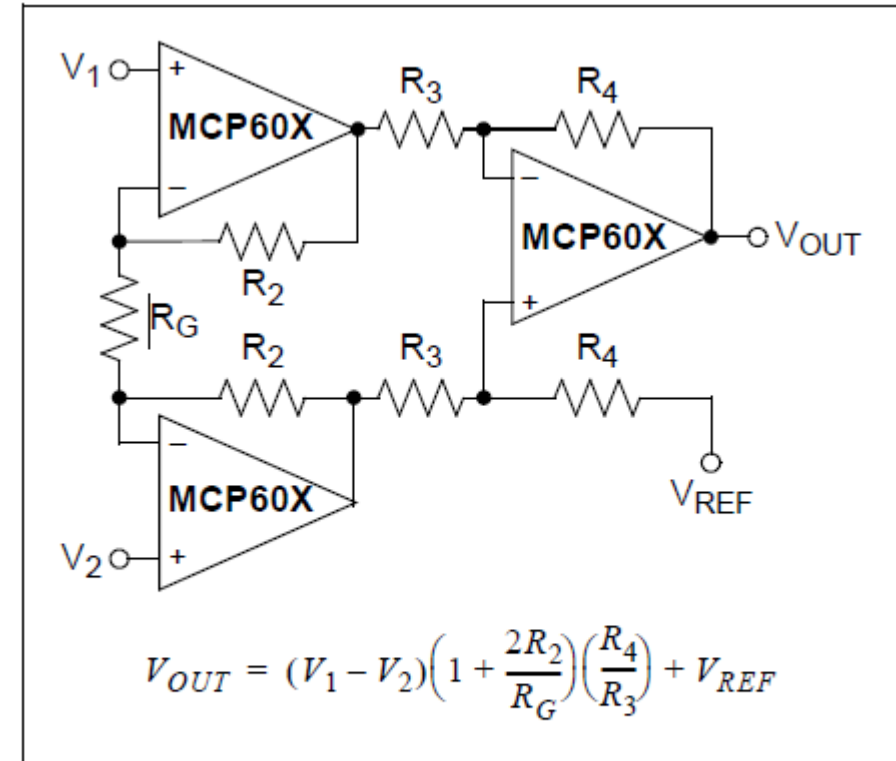 V1 + MCP60X −
R3 R4
− MCP60X + VOUT
R2
RG
R2 R3 R4
− MCP60X +
VREF
V2
VOUT = (V1 − V2)(1 + 2R2/RG)(R4/R3) + VREF